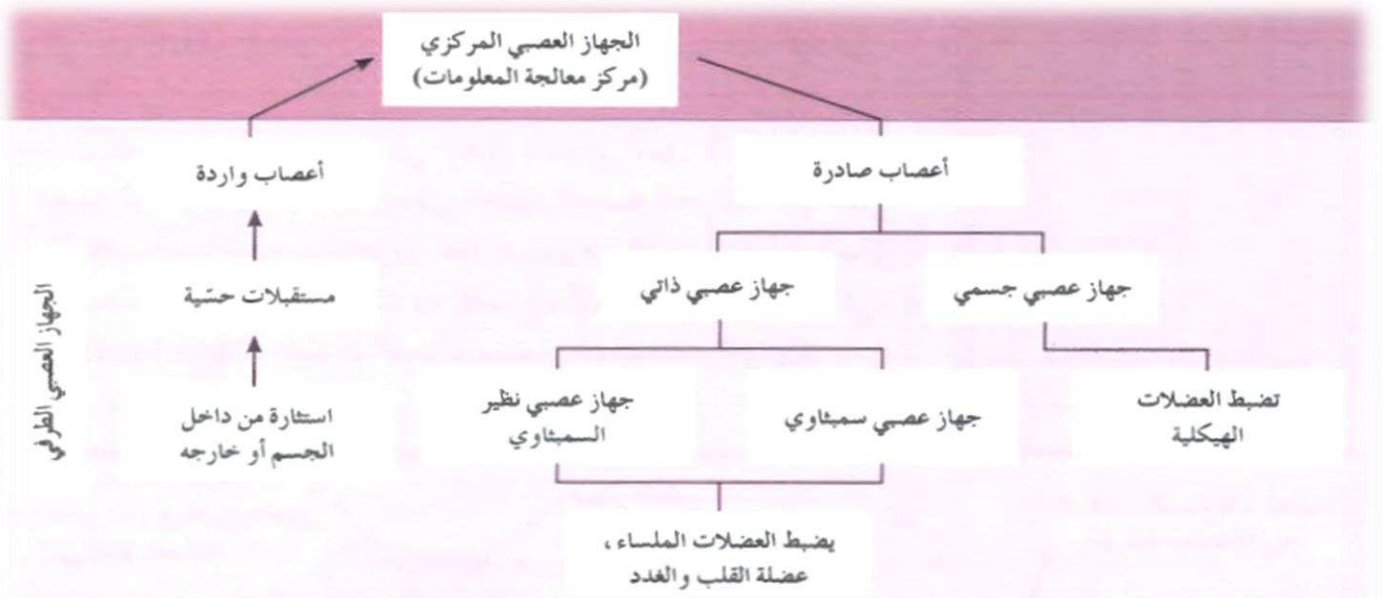 الجهاز العصبي المركزي
(مركز معالجة المعلومات)
أعصاب صادرة
أعصاب واردة
جهاز عصبي جسمي
جهاز عصبي ذاتي
مستقبلات حسّية
الجهاز العصبي الطرفي
تضبط العضلات
الهيكلية
جهاز عصبي سمبثاوي
جهاز عصبي نظير
السمبثاوي
استثارة من داخل
الجسم أو خارجه
يضبط العضلات الملساء،
عضلة القلب والغدد